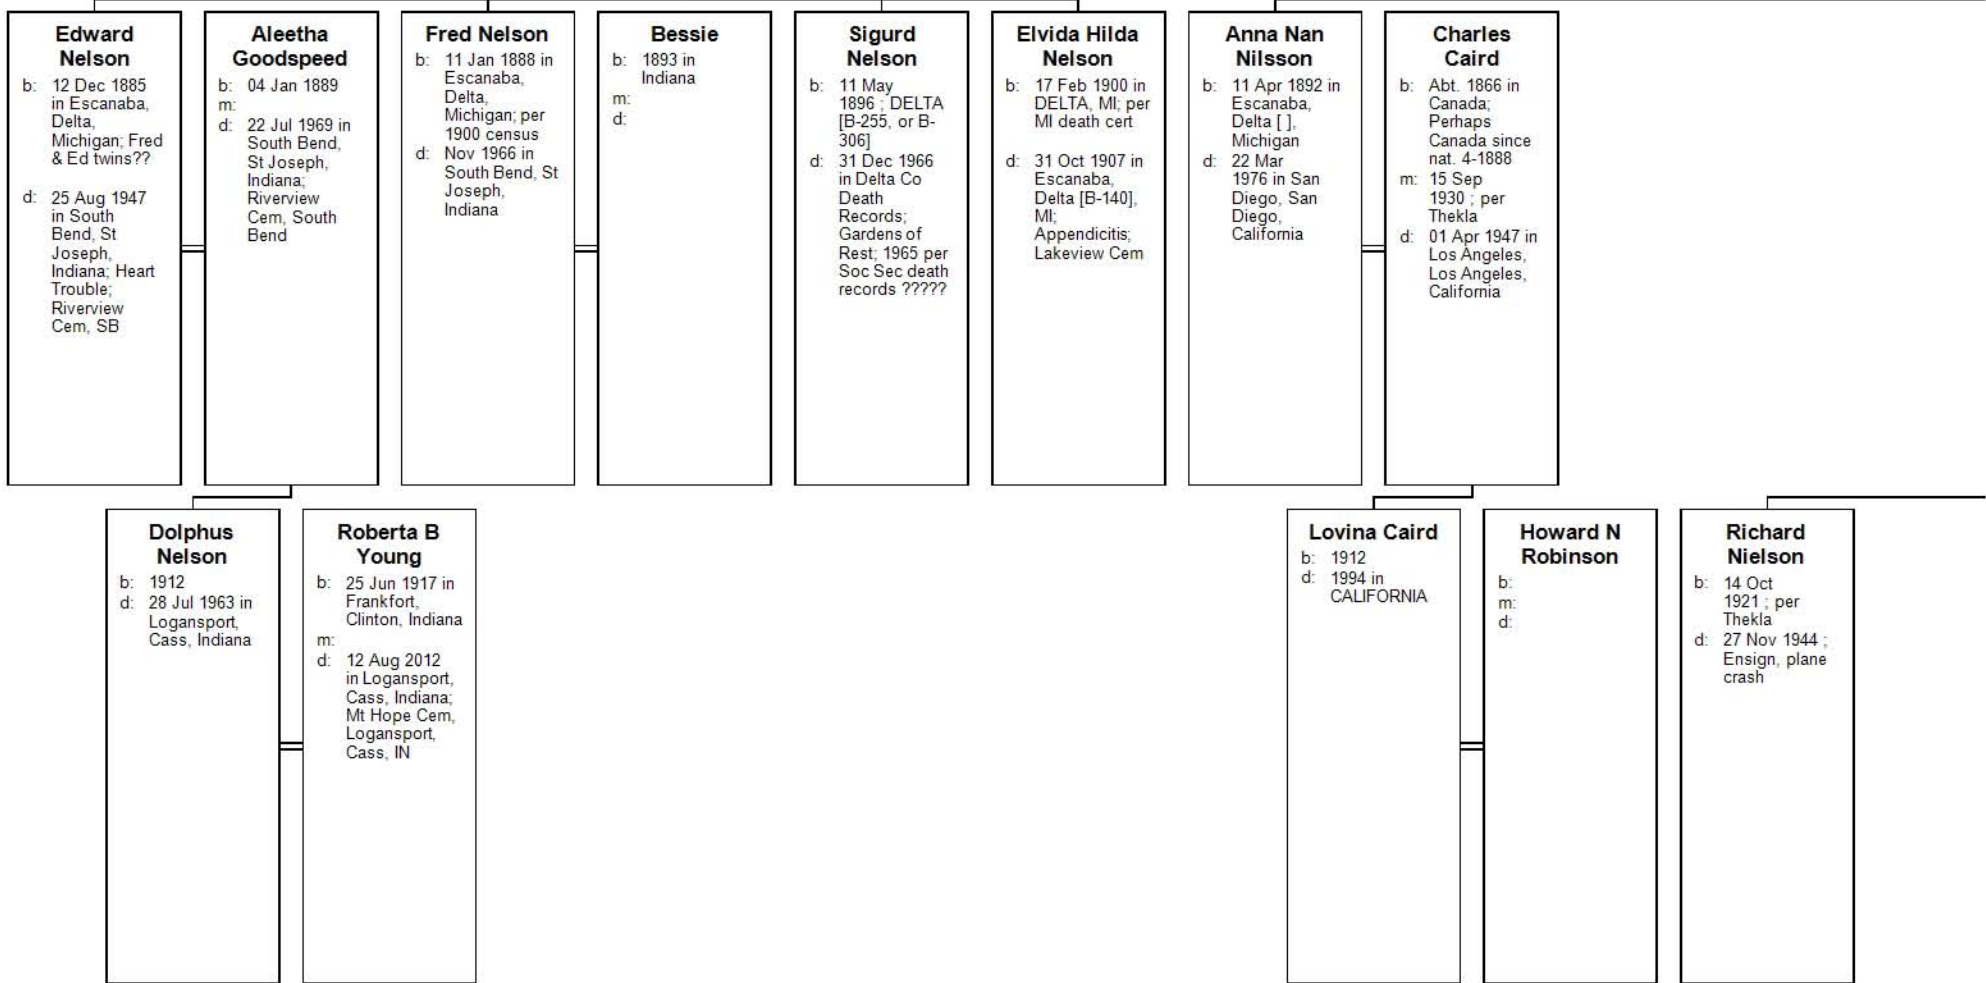 Edward
Nelson
b: 12 Dec 1885
in Escanaba,
Delta,
Michigan; Fred
& Ed twins??
d: 25 Aug 1947
in South
Bend, St
Joseph,
Indiana; Heart
Trouble;
Riverview
Cem, SB
Aleetha
Goodspeed
b: 04 Jan 1889
m:
d: 22 Jul 1969 in
South Bend,
St Joseph,
Indiana;
Riverview
Cem, South
Bend
Fred Nelson
b: 11 Jan 1888 in
Escanaba,
Delta,
Michigan; per
1900 census
d: Nov 1966 in
South Bend, St
Joseph,
Indiana
Bessie
b: 1893 in
Indiana
m:
d:
Sigurd
Nelson
b: 11 May
1896 ; DELTA
[B-255, or B-
306]
d: 31 Dec 1966
in Delta Co
Death
Records;
Gardens of
Rest; 1965 per
Soc Sec death
records ?????
Elvida Hilda
Nelson
b: 17 Feb 1900 in
DELTA, MI; per
MI death cert
d: 31 Oct 1907 in
Escanaba,
Delta [B-140],
MI;
Appendicitis;
Lakeview Cem
Anna Nan
Nilsson
b: 11 Apr 1892 in
Escanaba,
Delta [ ],
Michigan
d: 22 Mar
1976 in San
Diego, San
Diego,
California
Charles
Caird
b: Abt. 1866 in
Canada;
Perhaps
Canada since
nat. 4-1888
m: 15 Sep
1930 ; per
Thekla
d: 01 Apr 1947 in
Los Angeles,
Los Angeles,
California
Dolphus
Nelson
b: 1912
d: 28 Jul 1963 in
Logansport,
Cass, Indiana
Roberta B
Young
b: 25 Jun 1917 in
Frankfort,
Clinton, Indiana
m:
d: 12 Aug 2012
in Logansport,
Cass, Indiana;
Mt Hope Cem,
Logansport,
Cass, IN
Lovina Caird
b: 1912
d: 1994 in
CALIFORNIA
Howard N
Robinson
b:
m:
d:
Richard
Nielson
b: 14 Oct
1921 ; per
Thekla
d: 27 Nov 1944 ;
Ensign, plane
crash